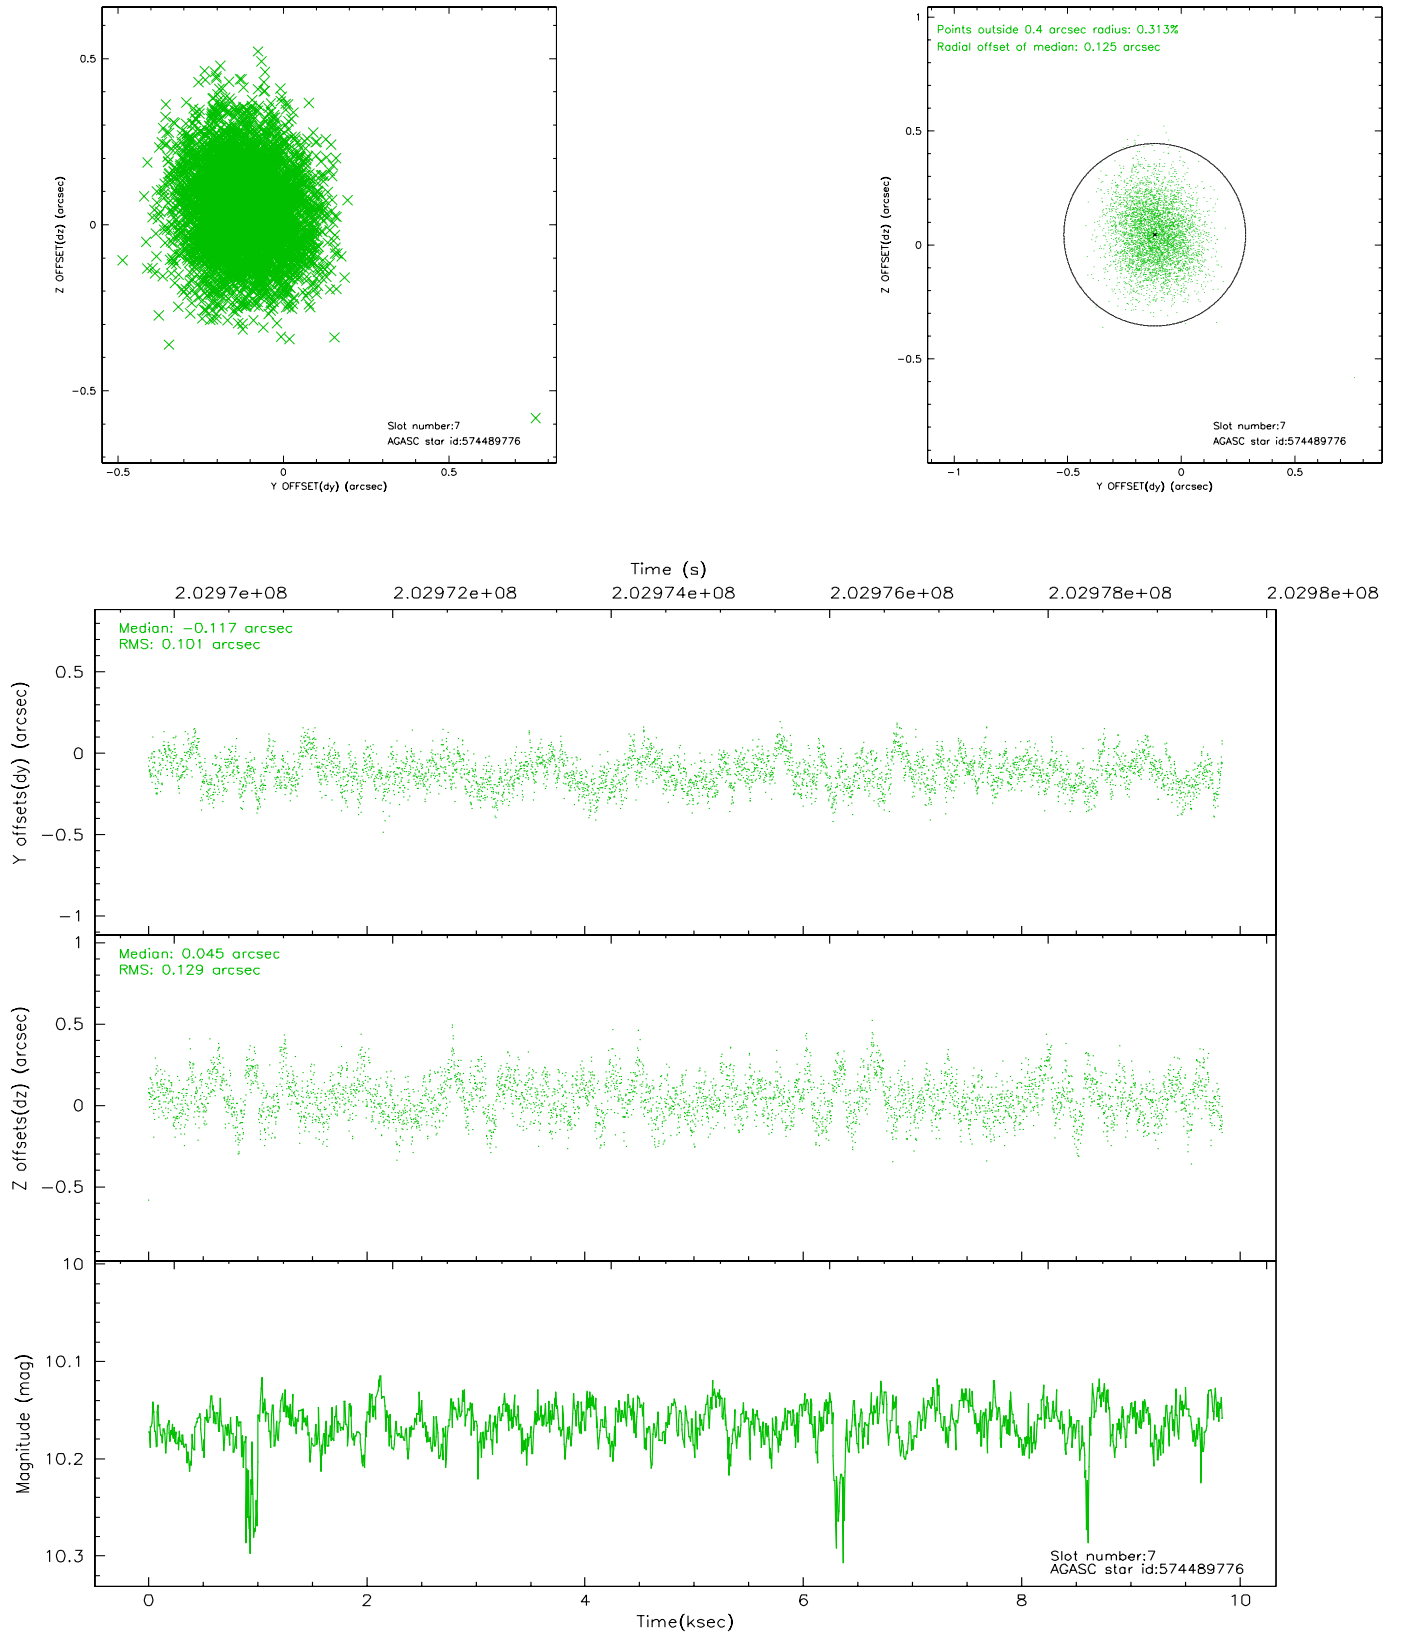 0.5
0
−0.5
Z OFFSET(dz) (arcsec)
Slot number:7
AGASC star id:574489776
−0.5 0 0.5
Y OFFSET(dy) (arcsec)
Points outside 0.4 arcsec radius: 0.313%
Radial offset of median: 0.125 arcsec
1
0.5
0
−0.5
Z OFFSET(dz) (arcsec)
Slot number:7
AGASC star id:574489776
−1 −0.5 0 0.5
Y OFFSET(dy) (arcsec)
Time (s)
2.0297e+08 2.02972e+08 2.02974e+08 2.02976e+08 2.02978e+08 2.0298e+08
Median: −0.117 arcsec
RMS: 0.101 arcsec
0.5
0
−0.5
−1
Y offsets(dy) (arcsec)
Median: 0.045 arcsec
RMS: 0.129 arcsec
1
0.5
0
−0.5
Z offsets(dz) (arcsec)
10
10.1
10.2
10.3
Magnitude (mag)
Slot number:7
AGASC star id:574489776
0 2 4 6 8 10
Time(ksec)